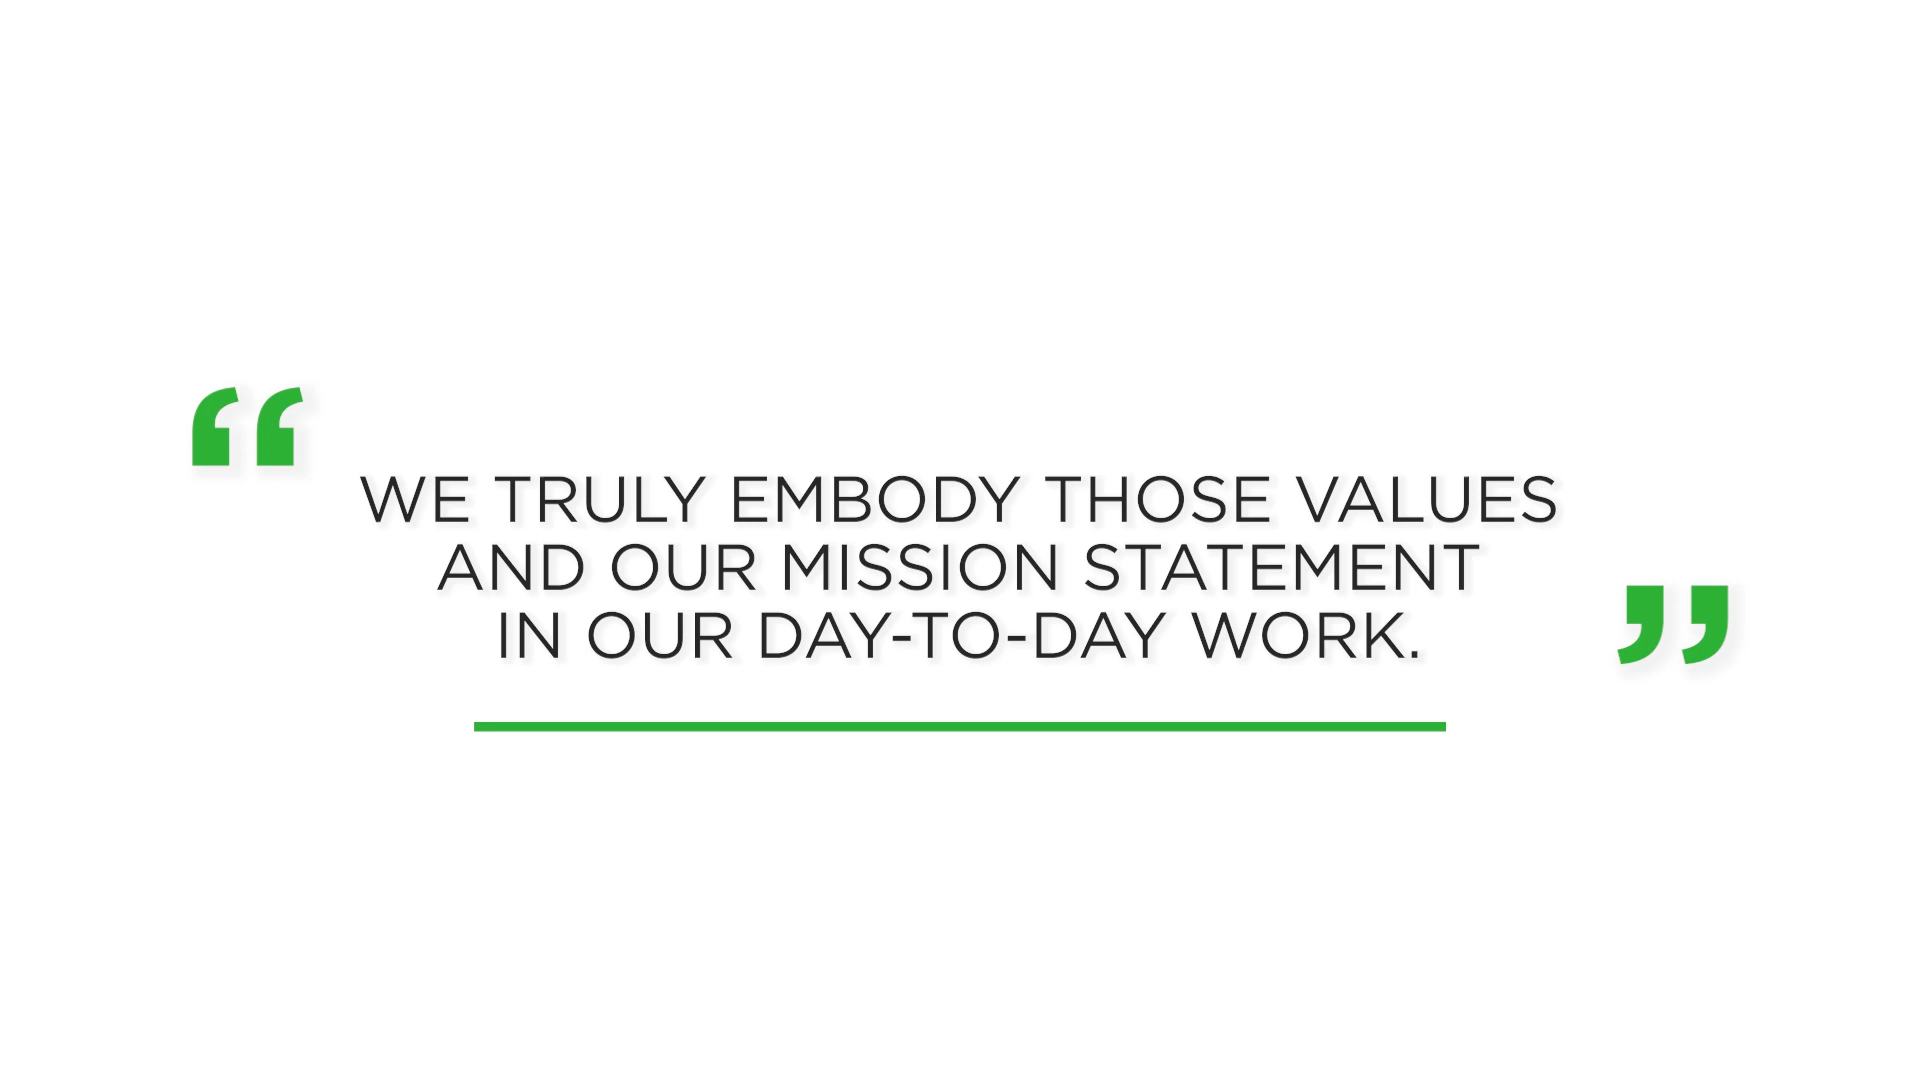 “
WE TRULY EMBODY THOSE VALUES
AND OUR MISSION STATEMENT
IN OUR DAY-TO-DAY WORK.
”